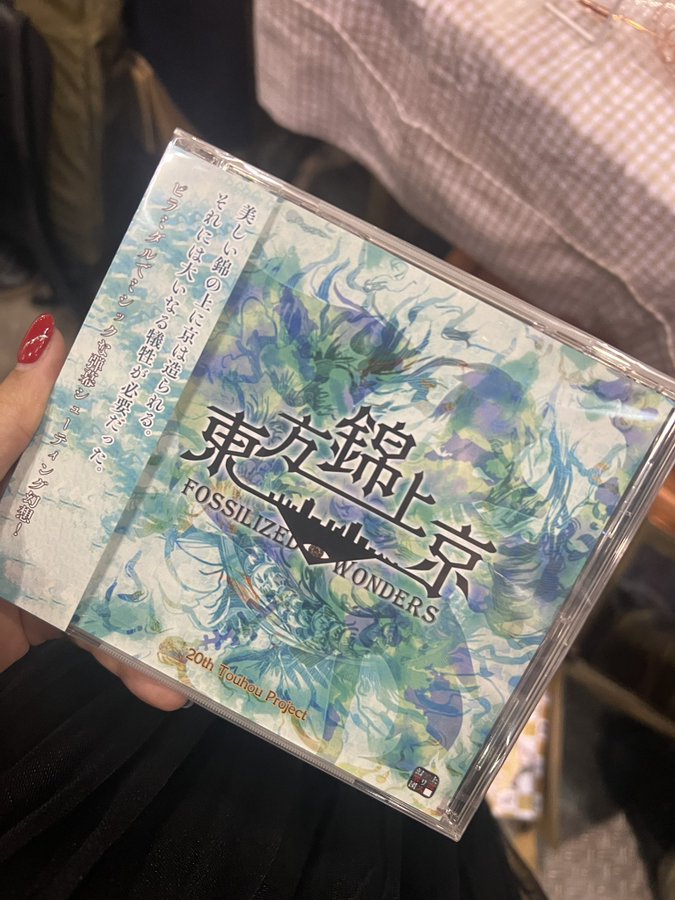 美しい錦の上に京は造られる。
それには大いなる犠牲が必要だった。
ピラミダルでミシックな弾幕シューティング幻想！
東方錦上京
FOSSILIZED WONDERS
20th Touhou Project